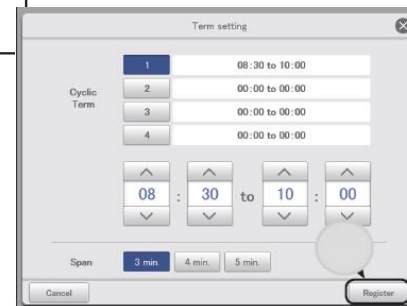 Term setting
Cyclic Term
1 08:30 to 10:00
2 00:00 to 00:00
3 00:00 to 00:00
4 00:00 to 00:00
08 : 30 to 10 : 00
Span 3 min. 4 min. 5 min.
Cancel Register